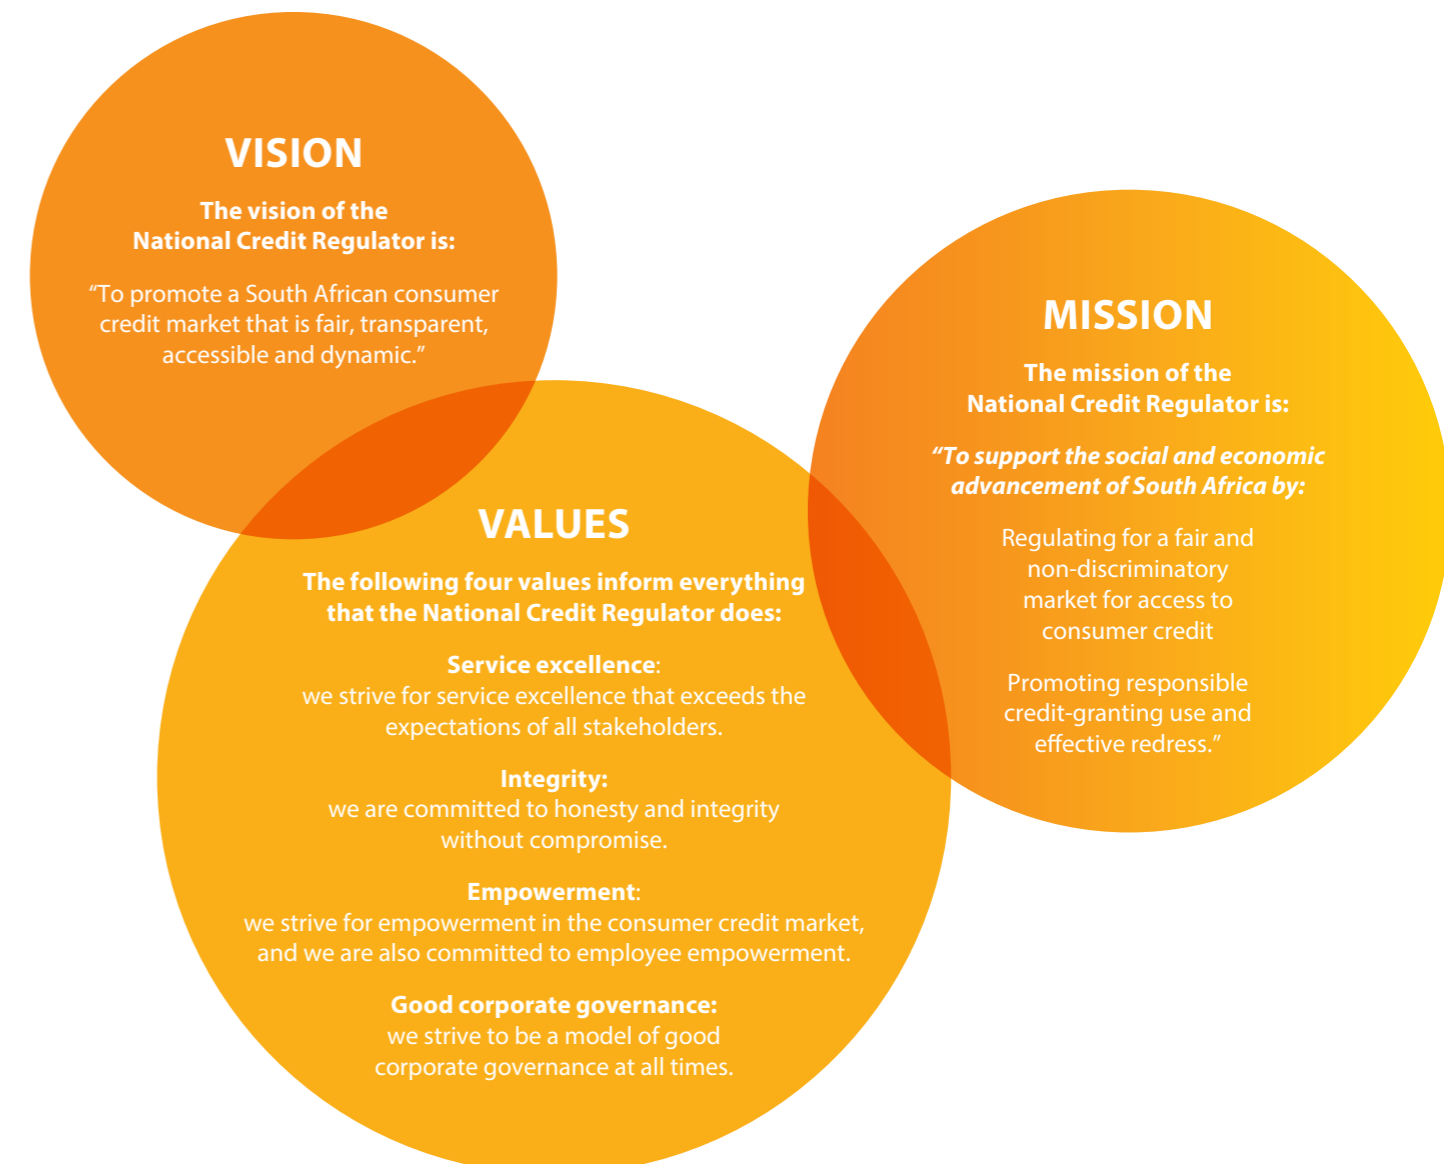 VISION
The vision of the
National Credit Regulator is:
“To promote a South African consumer
credit market that is fair, transparent,
accessible and dynamic.”
VALUES
The following four values inform everything
that the National Credit Regulator does:
Service excellence:
we strive for service excellence that exceeds the
expectations of all stakeholders.
Integrity:
we are committed to honesty and integrity
without compromise.
Empowerment:
we strive for empowerment in the consumer credit market,
and we are also committed to employee empowerment.
Good corporate governance:
we strive to be a model of good
corporate governance at all times.
MISSION
The mission of the
National Credit Regulator is:
“To support the social and economic
advancement of South Africa by:
Regulating for a fair and
non-discriminatory
market for access to
consumer credit
Promoting responsible
credit-granting use and
effective redress.”